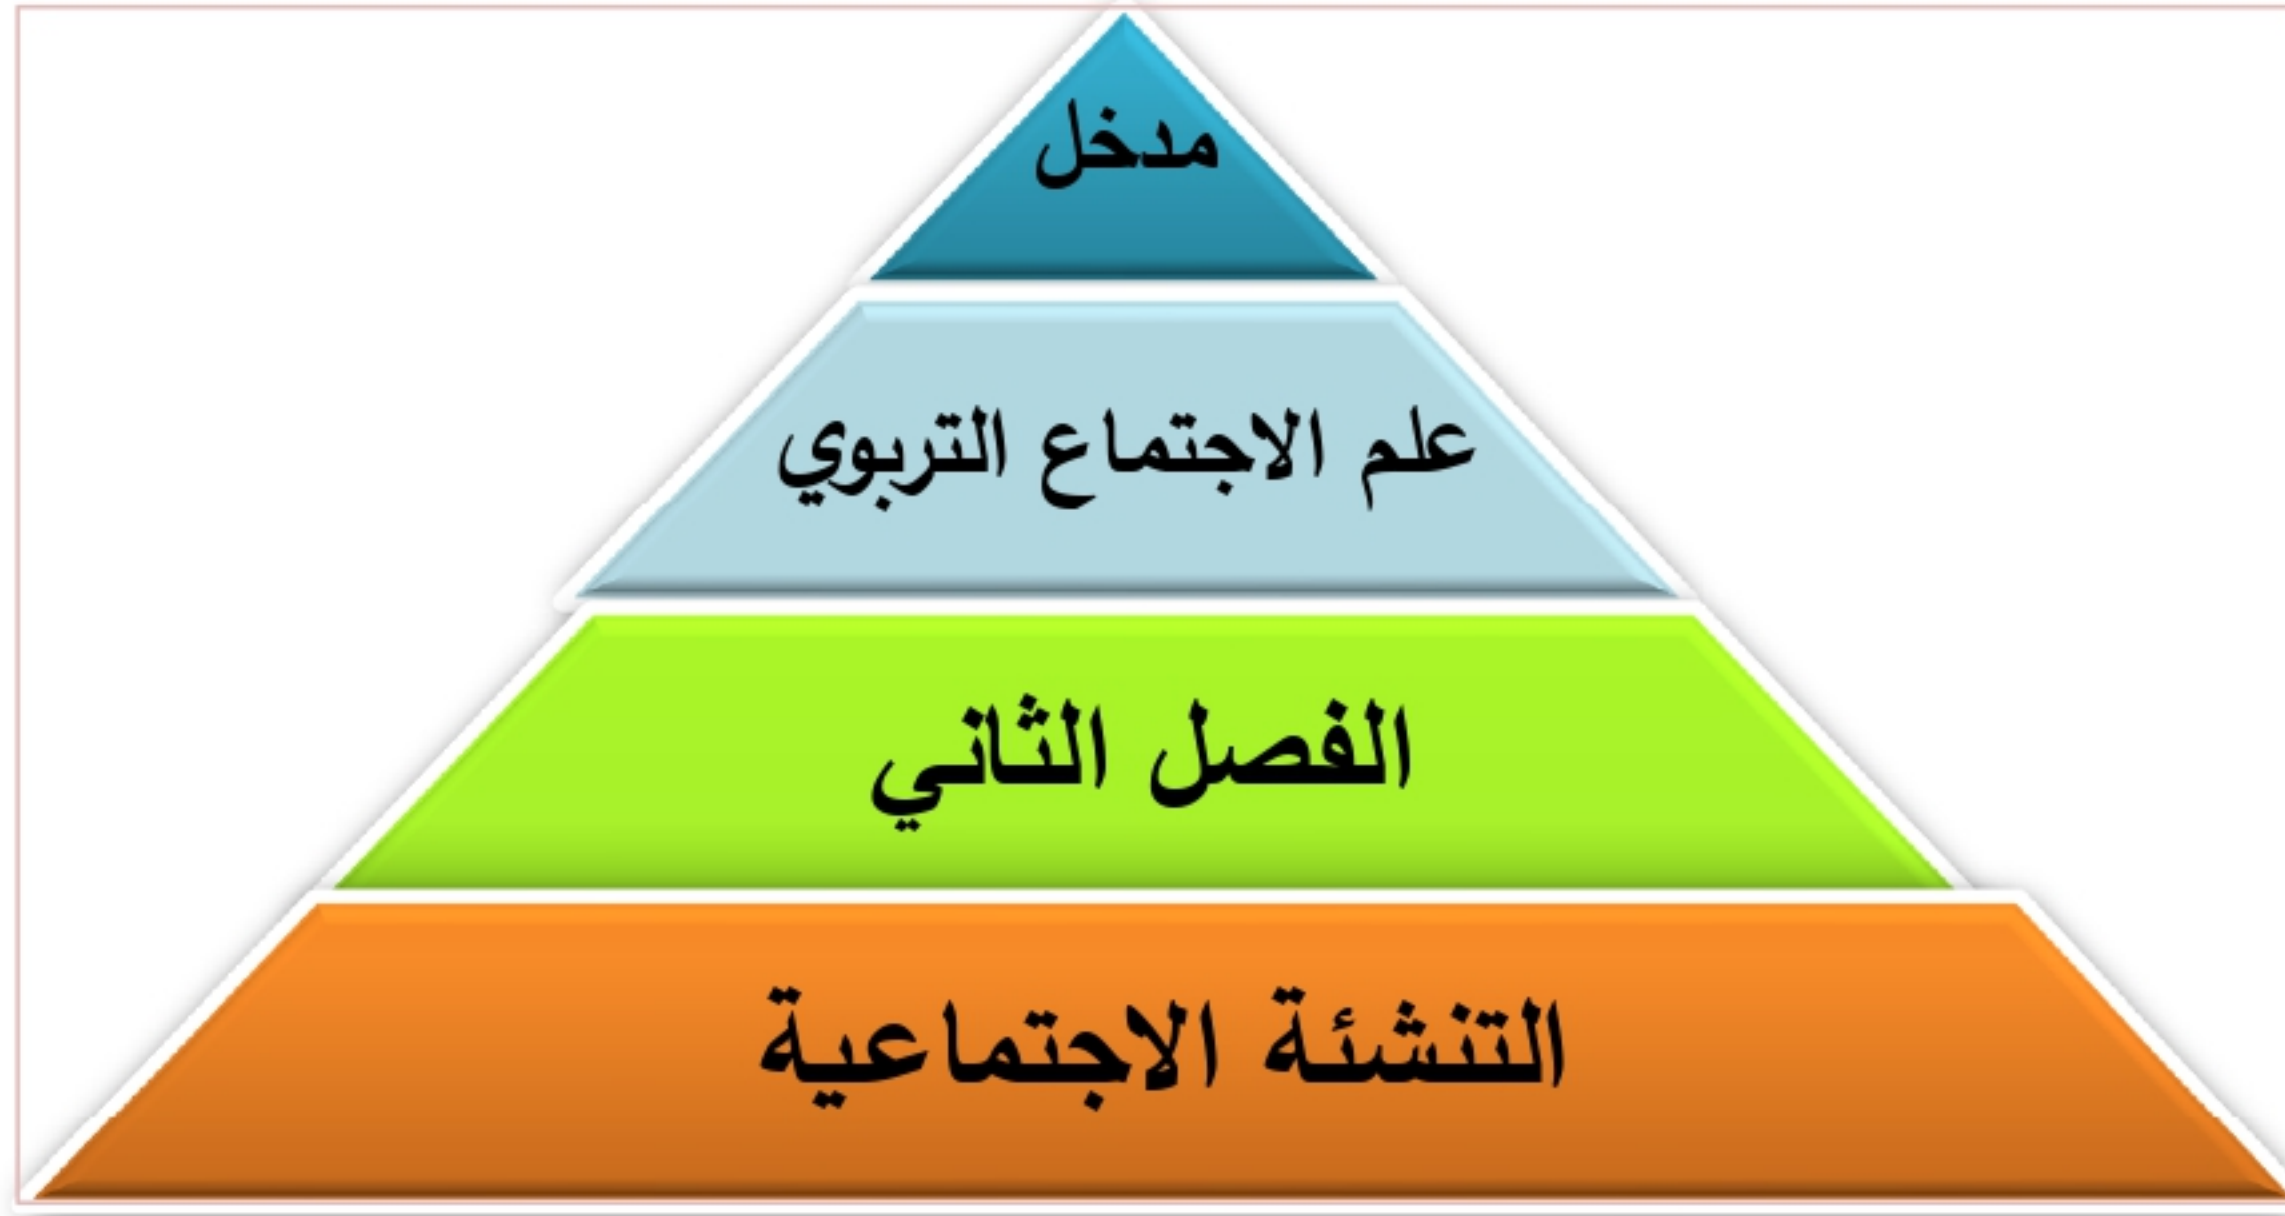 مدخل
علم الاجتماع التربوي
الفصل الثاني
التنشئة الاجتماعية